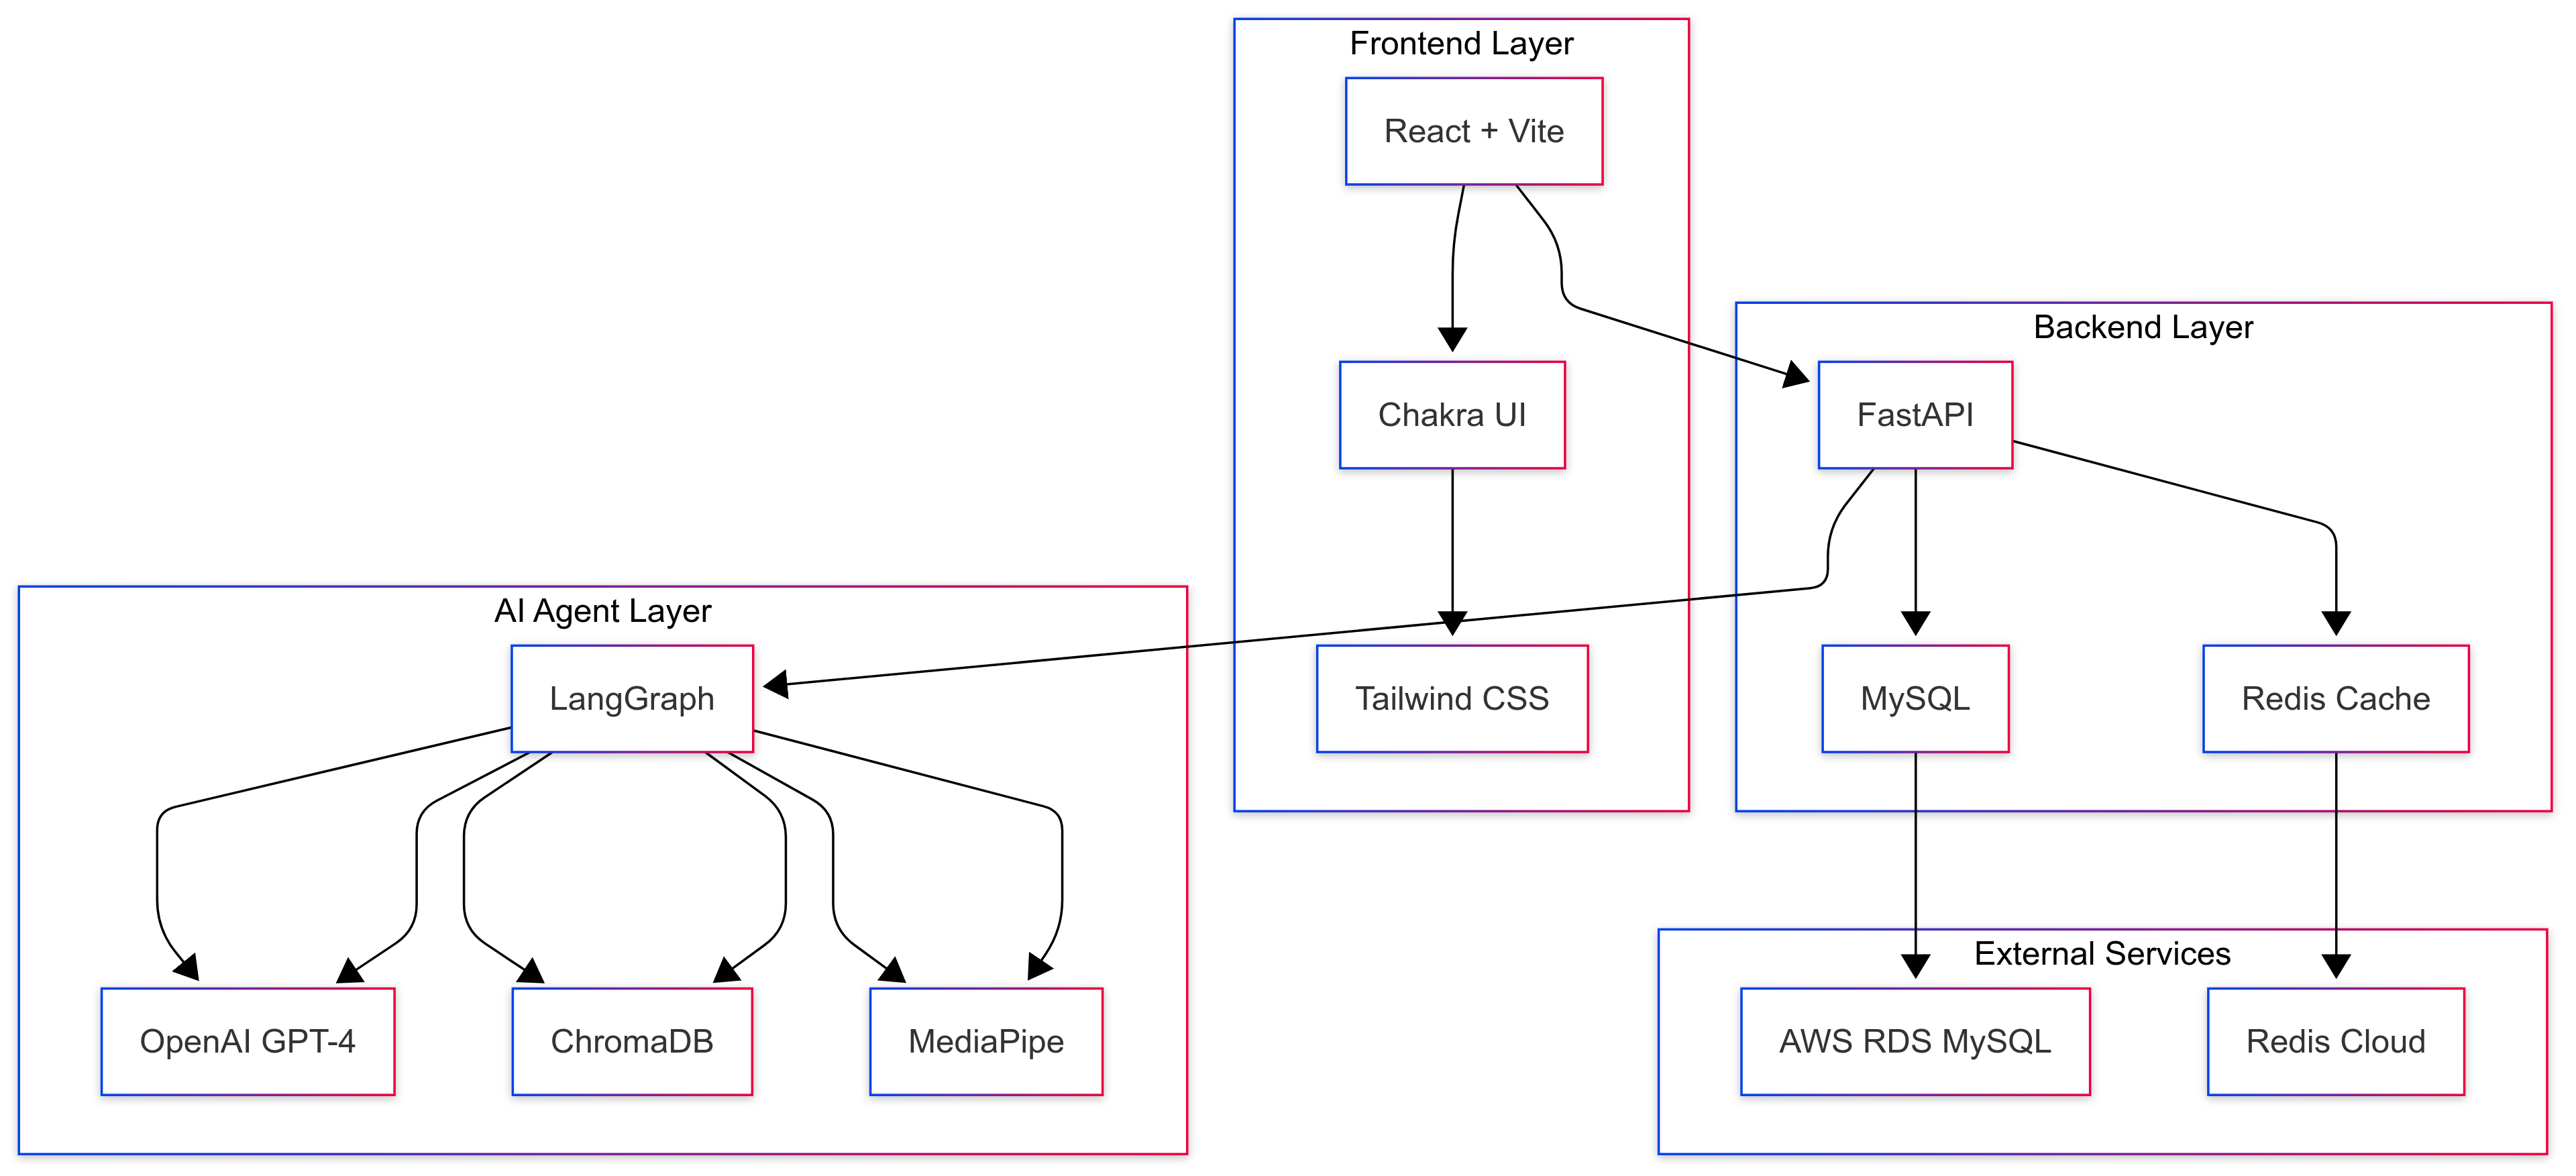 Frontend Layer
React + Vite
Chakra UI
Tailwind CSS
Backend Layer
FastAPI
MySQL
Redis Cache
AI Agent Layer
LangGraph
OpenAI GPT-4
ChromaDB
MediaPipe
External Services
AWS RDS MySQL
Redis Cloud